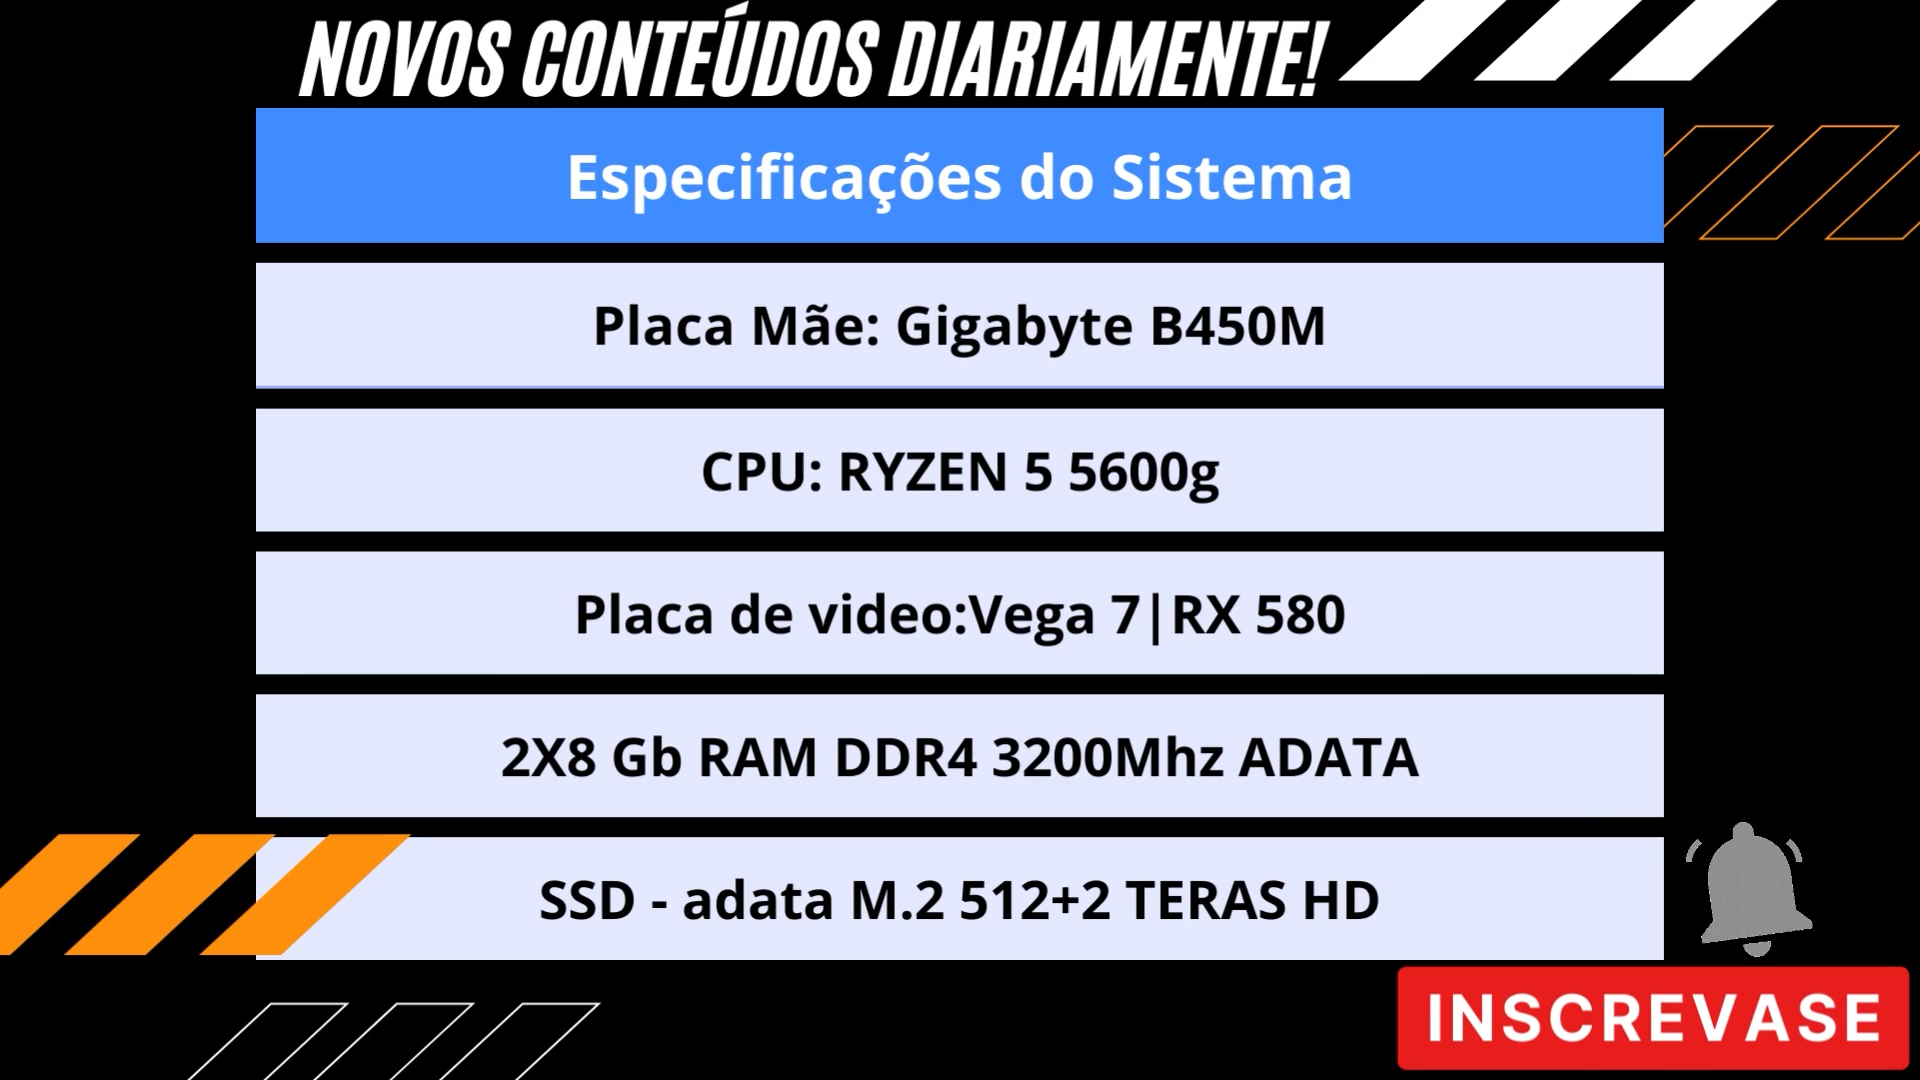 NOVOS CONTEÚDOS DIARIAMENTE!
Especificações do Sistema
Placa Mãe: Gigabyte B450M
CPU: RYZEN 5 5600g
Placa de video:Vega 7|RX 580
2X8 Gb RAM DDR4 3200Mhz ADATA
SSD - adata M.2 512+2 TERAS HD
INSCREVASE